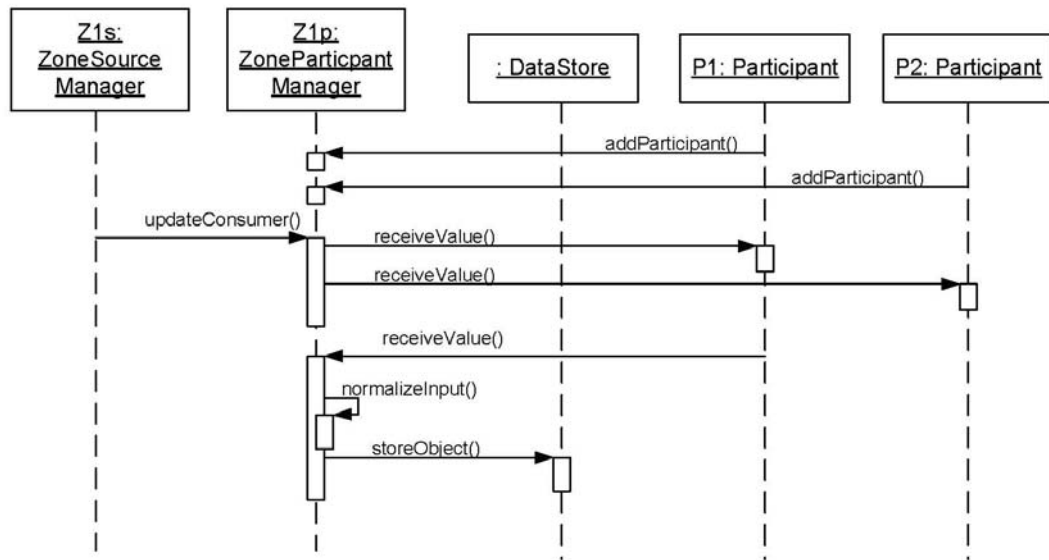 Z1s:
ZoneSource
Manager
Z1p:
ZoneParticpant
Manager
: DataStore
P1: Participant
P2: Participant
addParticipant()
addParticipant()
updateConsumer()
receiveValue()
receiveValue()
receiveValue()
normalizeInput()
storeObject()